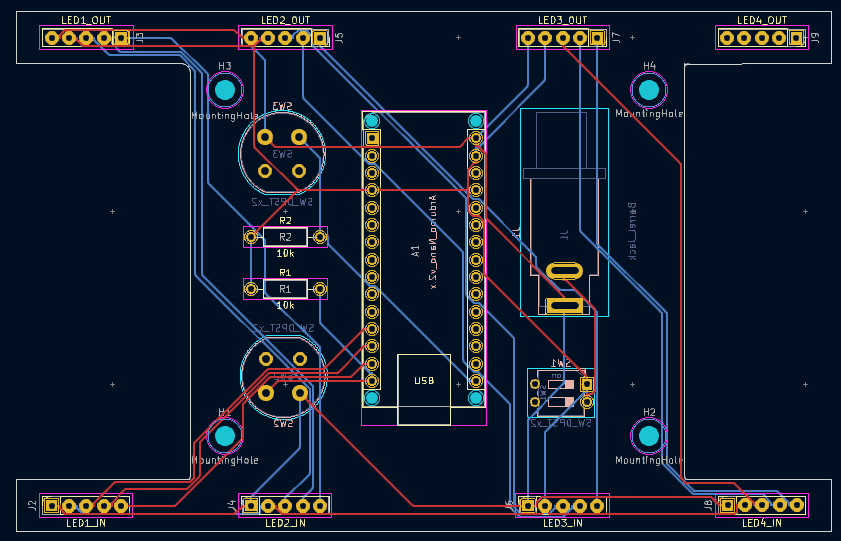 LED1_OUT
LED2_OUT
LED3_OUT
LED4_OUT
J3
J5
J7
J9
H3
H4
MountingHole
MountingHole
SW3
SW3
SW_DPST_x2
R2
R2
10k
R1
R1
10k
A1
Arduino_Nano_v2.x
J1
J1
Barrel_Jack
USB
SW_DPST_x2
SW2
SW1
SW_DPST_x2
H1
H2
MountingHole
MountingHole
J2
J4
J6
J8
LED1_IN
LED2_IN
LED3_IN
LED4_IN